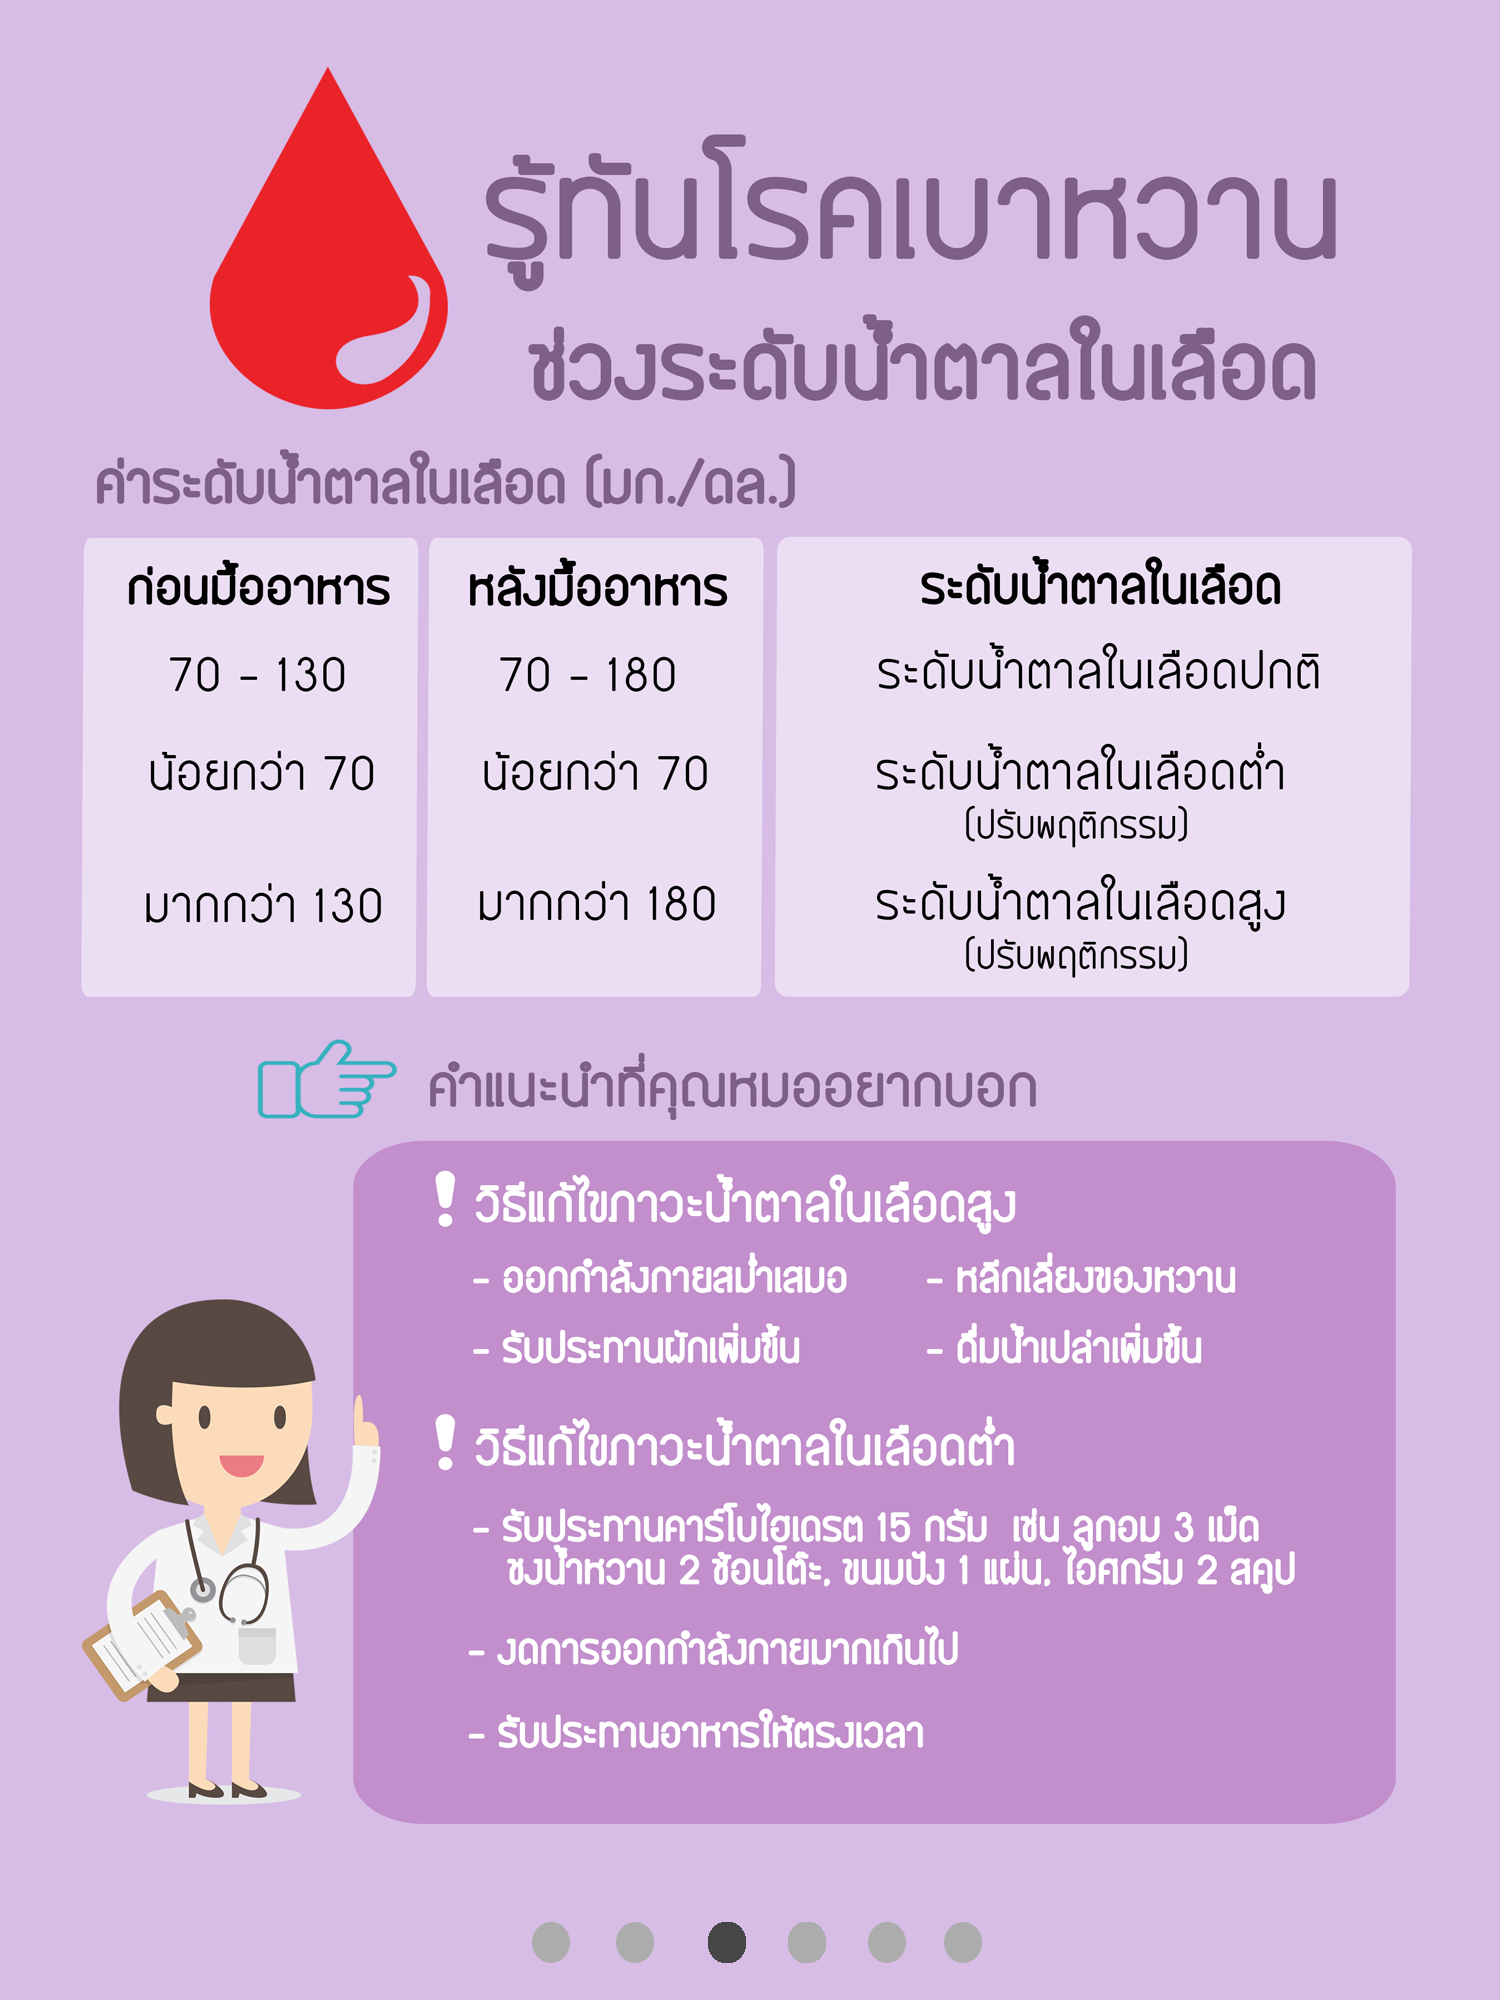 รู้ทันโรคเบาหวาน
ช่วงระดับน้ำตาลในเลือด
ค่าระดับน้ำตาลในเลือด (มก./ดล.)
ก่อนมื้ออาหาร หลังมื้ออาหาร ระดับน้ำตาลในเลือด
70 - 130 70 - 180 ระดับน้ำตาลในเลือดปกติ
น้อยกว่า 70 น้อยกว่า 70 ระดับน้ำตาลในเลือดต่ำ
(ปรับพฤติกรรม)
มากกว่า 130 มากกว่า 180 ระดับน้ำตาลในเลือดสูง
(ปรับพฤติกรรม)
คำแนะนำที่คุณหมออยากบอก
! วิธีแก้ไขภาวะน้ำตาลในเลือดสูง
- ออกกำลังกายสม่ำเสมอ - หลีกเลี่ยงของหวาน
- รับประทานผักเพิ่มขึ้น - ดื่มน้ำเปล่าเพิ่มขึ้น
! วิธีแก้ไขภาวะน้ำตาลในเลือดต่ำ
- รับประทานคาร์โบไฮเดรต 15 กรัม เช่น ลูกอม 3 เม็ด
ชงน้ำหวาน 2 ช้อนโต๊ะ, ขนมปัง 1 แผ่น, ไอศกรีม 2 สคูป
- งดการออกกำลังกายมากเกินไป
- รับประทานอาหารให้ตรงเวลา